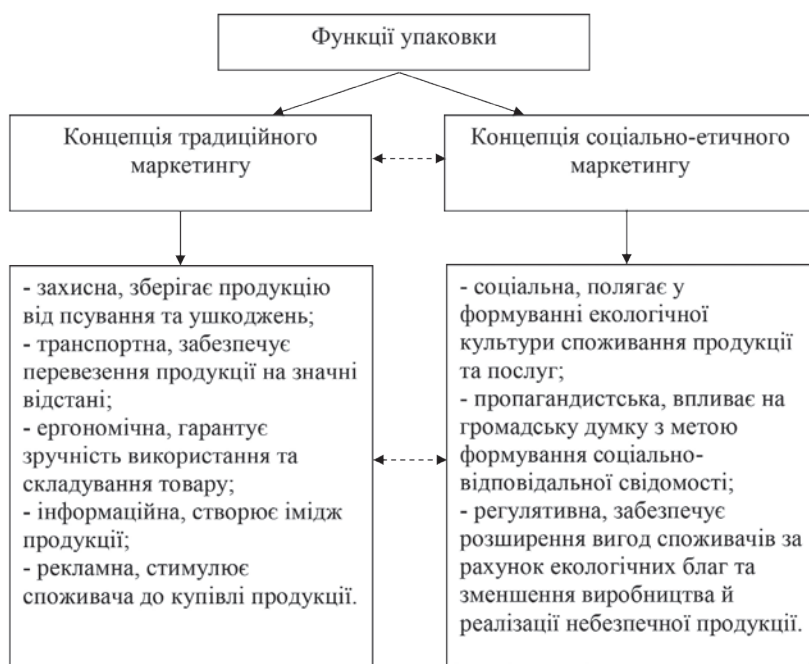 Функції упаковки
Концепція традиційного
маркетингу
Концепція соціально-етичного
маркетингу
- захисна, зберігає продукцію
від псування та ушкоджень;
- транспортна, забезпечує
перевезення продукції на значні
відстані;
- ергономічна, гарантує
зручність використання та
складування товару;
- інформаційна, створює імідж
продукції;
- рекламна, стимулює
споживача до купівлі продукції.
- соціальна, полягає у
формуванні екологічної
культури споживання продукції
та послуг;
- пропагандистська, впливає на
громадську думку з метою
формування соціально-
відповідальної свідомості;
- регулятивна, забезпечує
розширення вигод споживачів за
рахунок екологічних благ та
зменшення виробництва й
реалізації небезпечної продукції.